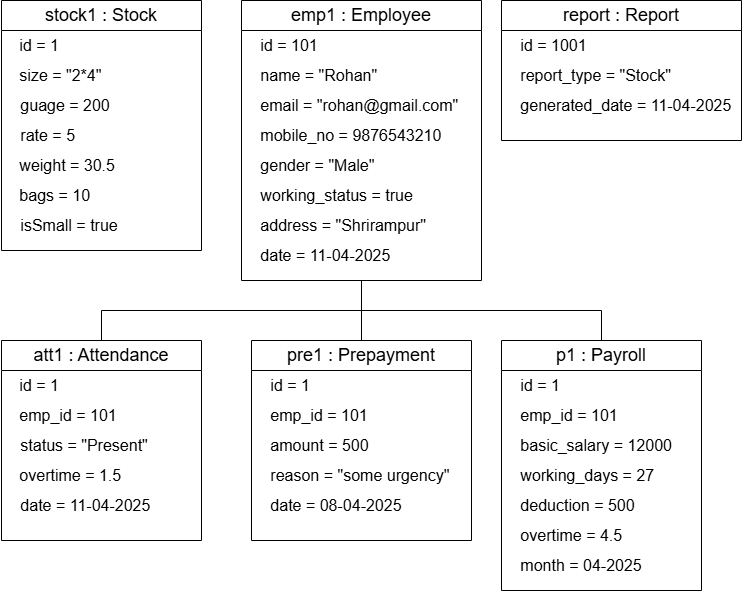 stock1 : Stock
id = 1
size = "2*4"
guage = 200
rate = 5
weight = 30.5
bags = 10
isSmall = true
emp1 : Employee
id = 101
name = "Rohan"
email = "rohan@gmail.com"
mobile_no = 9876543210
gender = "Male"
working_status = true
address = "Shrirampur"
date = 11-04-2025
report : Report
id = 1001
report_type = "Stock"
generated_date = 11-04-2025
att1 : Attendance
id = 1
emp_id = 101
status = "Present"
overtime = 1.5
date = 11-04-2025
pre1 : Prepayment
id = 1
emp_id = 101
amount = 500
reason = "some urgency"
date = 08-04-2025
p1 : Payroll
id = 1
emp_id = 101
basic_salary = 12000
working_days = 27
deduction = 500
overtime = 4.5
month = 04-2025